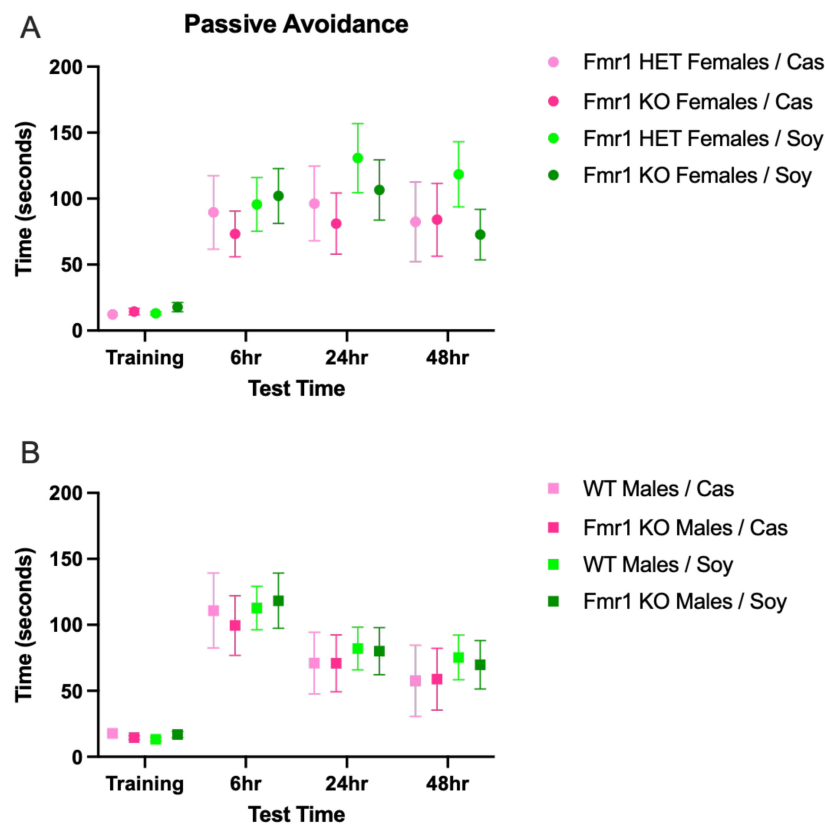 A
Passive Avoidance
200
150
100
50
0
Time (seconds)
Training 6hr 24hr 48hr
Test Time
Fmr1 HET Females / Cas
Fmr1 KO Females / Cas
Fmr1 HET Females / Soy
Fmr1 KO Females / Soy
B
200
150
100
50
0
Time (seconds)
Training 6hr 24hr 48hr
Test Time
WT Males / Cas
Fmr1 KO Males / Cas
WT Males / Soy
Fmr1 KO Males / Soy